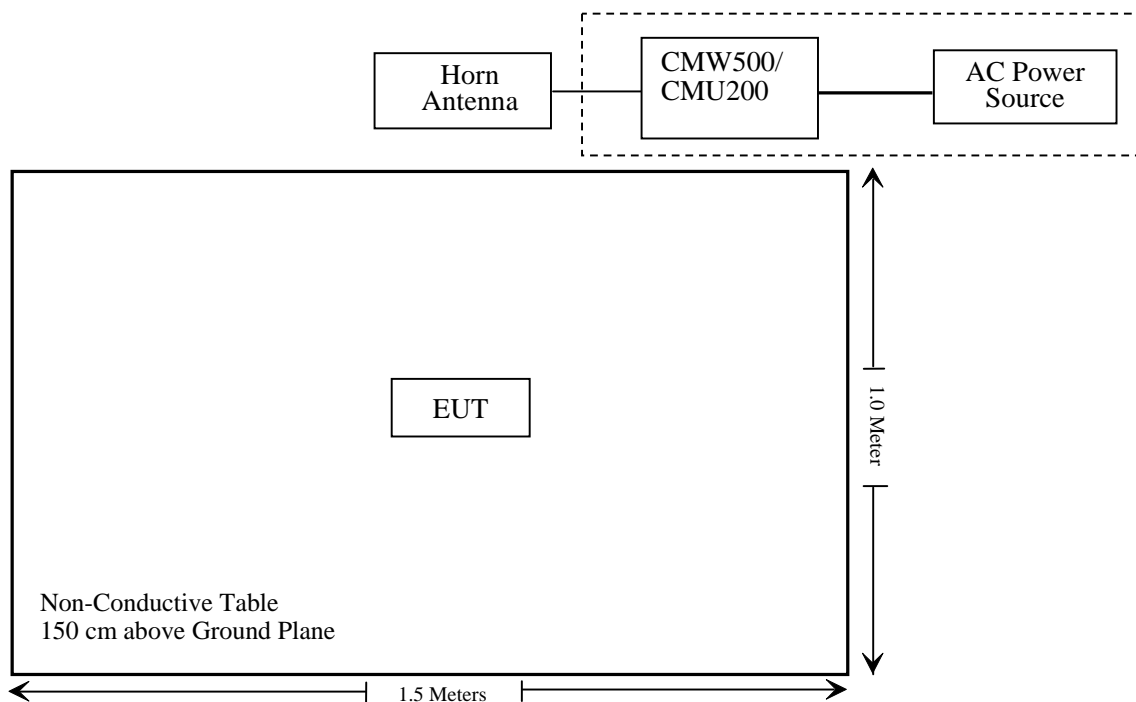 Horn
Antenna
CMW500/
CMU200
AC Power
Source
EUT
1.0 Meter
Non-Conductive Table
150 cm above Ground Plane
1.5 Meters